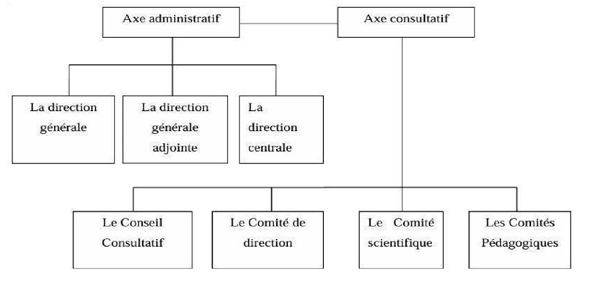 Axe administratif
Axe consultatif
La direction
générale
La direction
générale
adjointe
La
direction
centrale
Le Conseil
Consultatif
Le Comité de
direction
Le Comité
scientifique
Les Comités
Pédagogiques